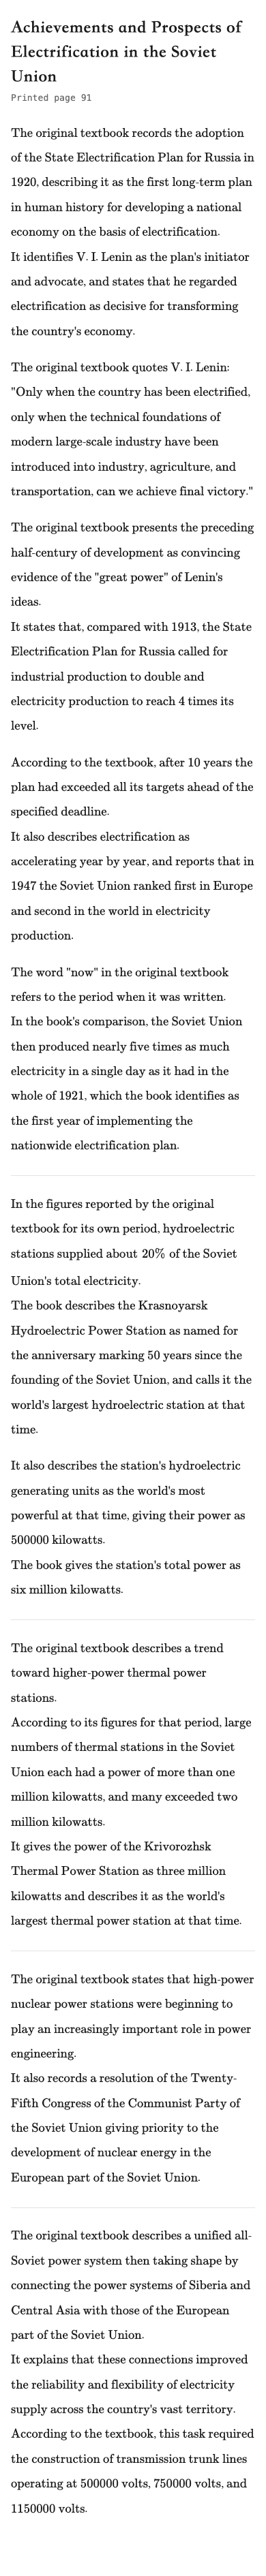 Achievements and Prospects of
Electrification in the Soviet
Union
Printed page 91
The original textbook records the adoption
of the State Electrification Plan for Russia in
1920, describing it as the first long-term plan
in human history for developing a national
economy on the basis of electrification.
It identifies V. I. Lenin as the plan's initiator
and advocate, and states that he regarded
electrification as decisive for transforming
the country's economy.
The original textbook quotes V. I. Lenin:
"Only when the country has been electrified,
only when the technical foundations of
modern large-scale industry have been
introduced into industry, agriculture, and
transportation, can we achieve final victory."
The original textbook presents the preceding
half-century of development as convincing
evidence of the "great power" of Lenin's
ideas.
It states that, compared with 1913, the State
Electrification Plan for Russia called for
industrial production to double and
electricity production to reach 4 times its
level.
According to the textbook, after 10 years the
plan had exceeded all its targets ahead of the
specified deadline.
It also describes electrification as
accelerating year by year, and reports that in
1947 the Soviet Union ranked first in Europe
and second in the world in electricity
production.
The word "now" in the original textbook
refers to the period when it was written.
In the book's comparison, the Soviet Union
then produced nearly five times as much
electricity in a single day as it had in the
whole of 1921, which the book identifies as
the first year of implementing the
nationwide electrification plan.
In the figures reported by the original
textbook for its own period, hydroelectric
stations supplied about 20% of the Soviet
Union's total electricity.
The book describes the Krasnoyarsk
Hydroelectric Power Station as named for
the anniversary marking 50 years since the
founding of the Soviet Union, and calls it the
world's largest hydroelectric station at that
time.
It also describes the station's hydroelectric
generating units as the world's most
powerful at that time, giving their power as
500000 kilowatts.
The book gives the station's total power as
six million kilowatts.
The original textbook describes a trend
toward higher-power thermal power
stations.
According to its figures for that period, large
numbers of thermal stations in the Soviet
Union each had a power of more than one
million kilowatts, and many exceeded two
million kilowatts.
It gives the power of the Krivorozhsk
Thermal Power Station as three million
kilowatts and describes it as the world's
largest thermal power station at that time.
The original textbook states that high-power
nuclear power stations were beginning to
play an increasingly important role in power
engineering.
It also records a resolution of the Twenty-
Fifth Congress of the Communist Party of
the Soviet Union giving priority to the
development of nuclear energy in the
European part of the Soviet Union.
The original textbook describes a unified all-
Soviet power system then taking shape by
connecting the power systems of Siberia and
Central Asia with those of the European
part of the Soviet Union.
It explains that these connections improved
the reliability and flexibility of electricity
supply across the country's vast territory.
According to the textbook, this task required
the construction of transmission trunk lines
operating at 500000 volts, 750000 volts, and
1150000 volts.